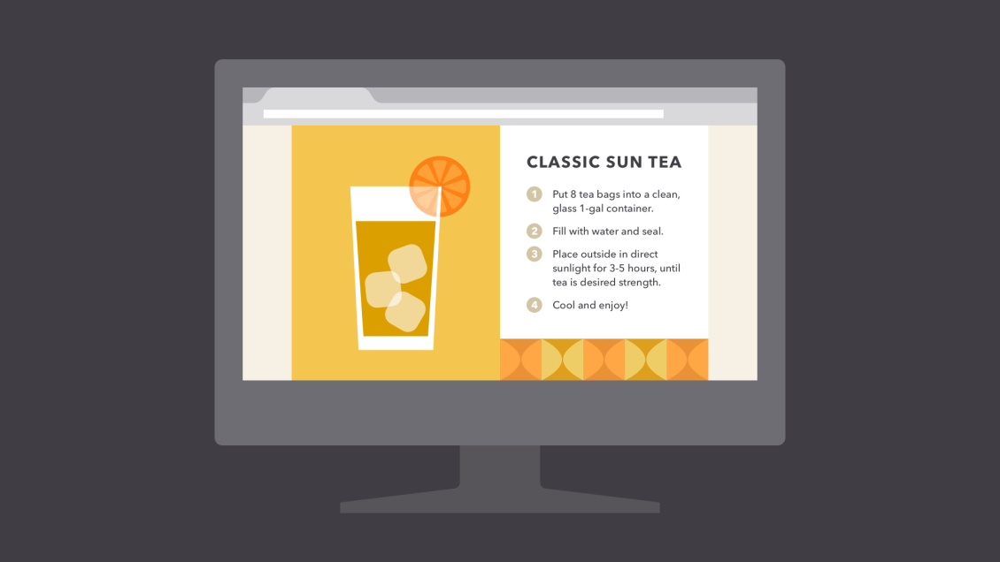 CLASSIC SUN TEA
1 Put 8 tea bags into a clean,
glass 1-gal container.
2 Fill with water and seal.
3 Place outside in direct
sunlight for 3-5 hours, until
tea is desired strength.
4 Cool and enjoy!